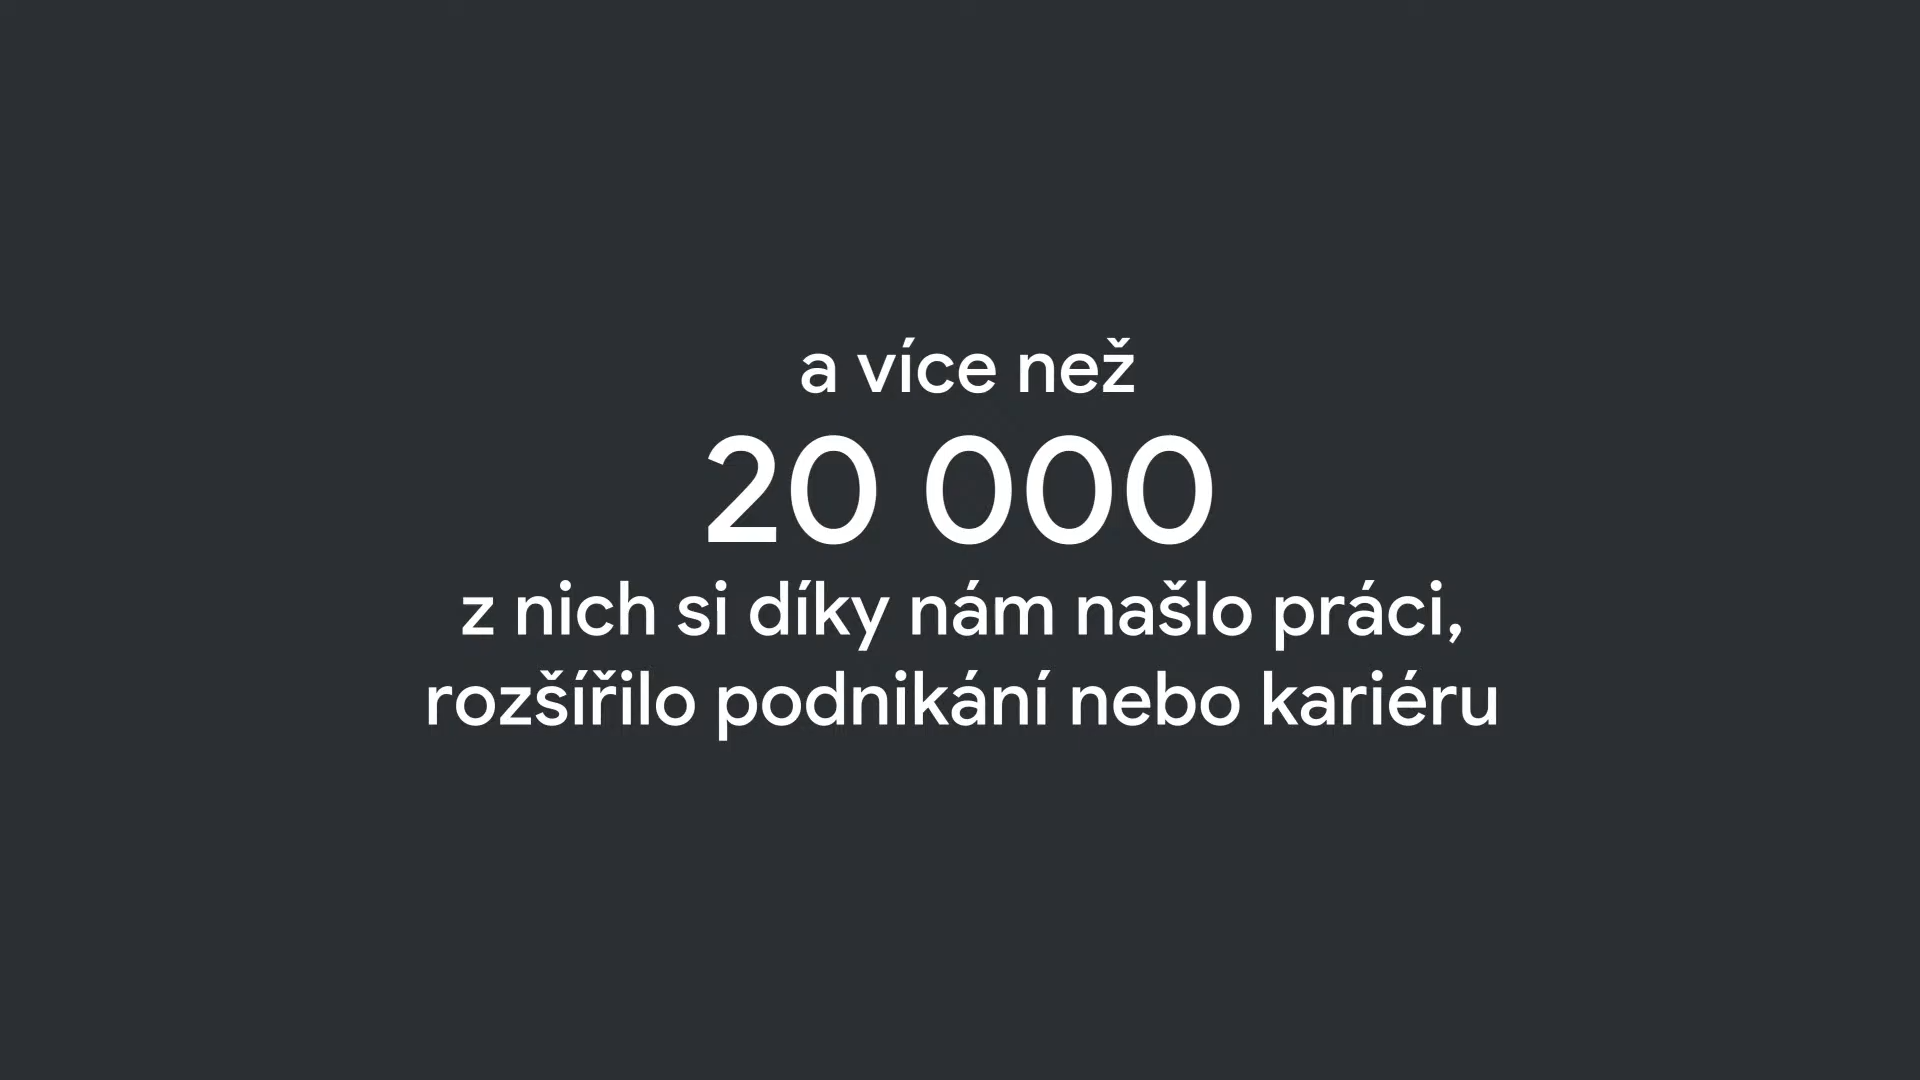 a více než
20 000
z nich si díky nám našlo práci,
rozšířilo podnikání nebo kariéru